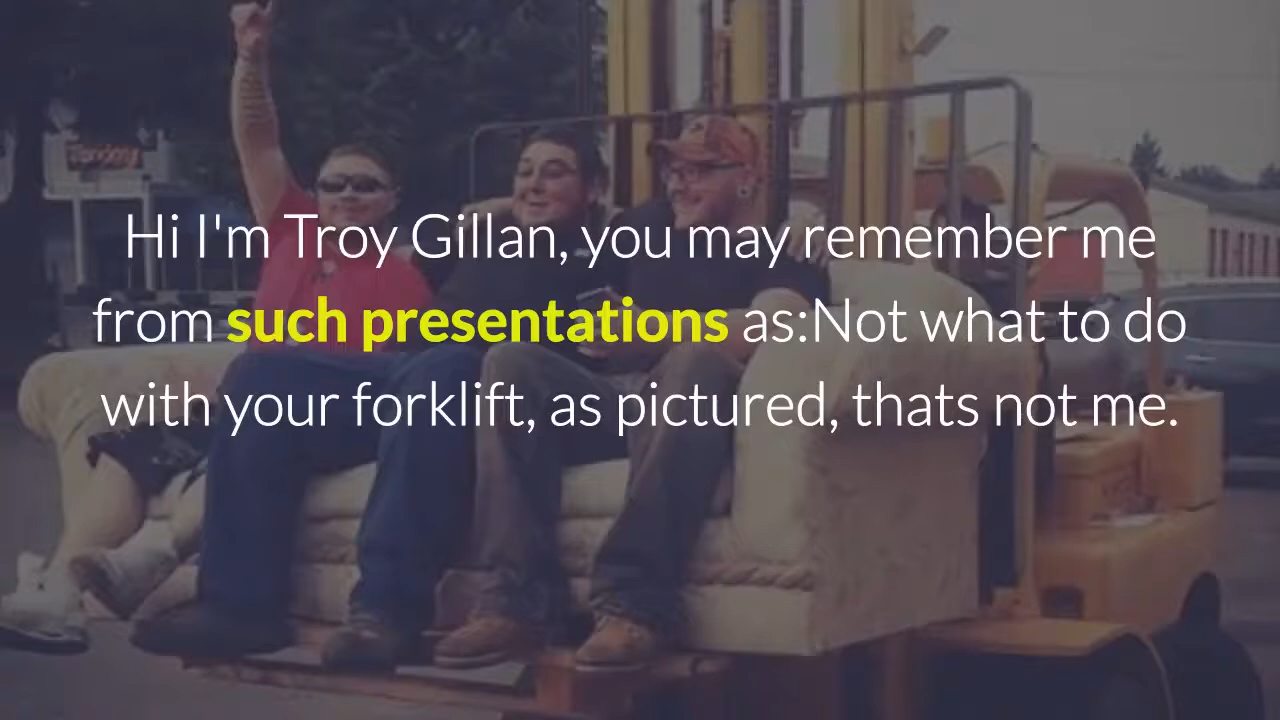 Hi I'm Troy Gillan, you may remember me
from such presentations as:Not what to do
with your forklift, as pictured, thats not me.